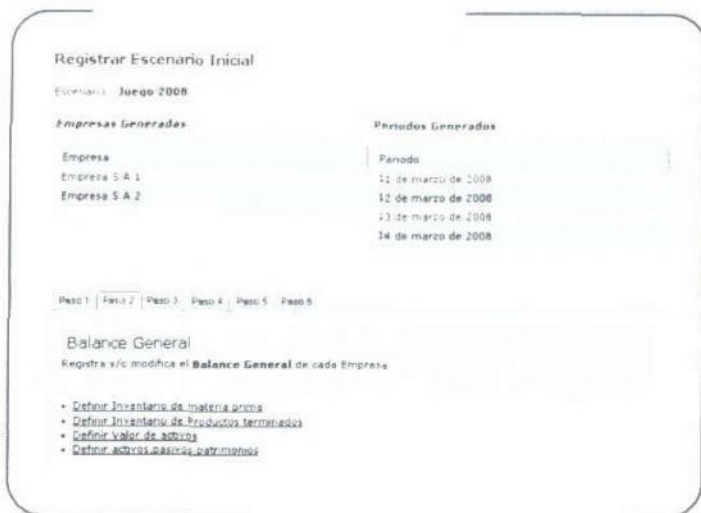 Registrar Escenario Inicial
Escenario: Juego 2008
Empresas Generadas
Empresa
Empresa S.A 1
Empresa S.A 2
Periodos Generados
Periodo
11 de marzo de 2008
12 de marzo de 2008
13 de marzo de 2008
14 de marzo de 2008
Paso 1 Paso 2 Paso 3 Paso 4 Paso 5 Paso 6
Balance General
Registra y/o modifica el Balance General de cada Empresa
• Definir Inventario de materia prima
• Definir Inventario de Productos terminados
• Definir Valor de activos
• Definir activos,pasivos,patrimonios